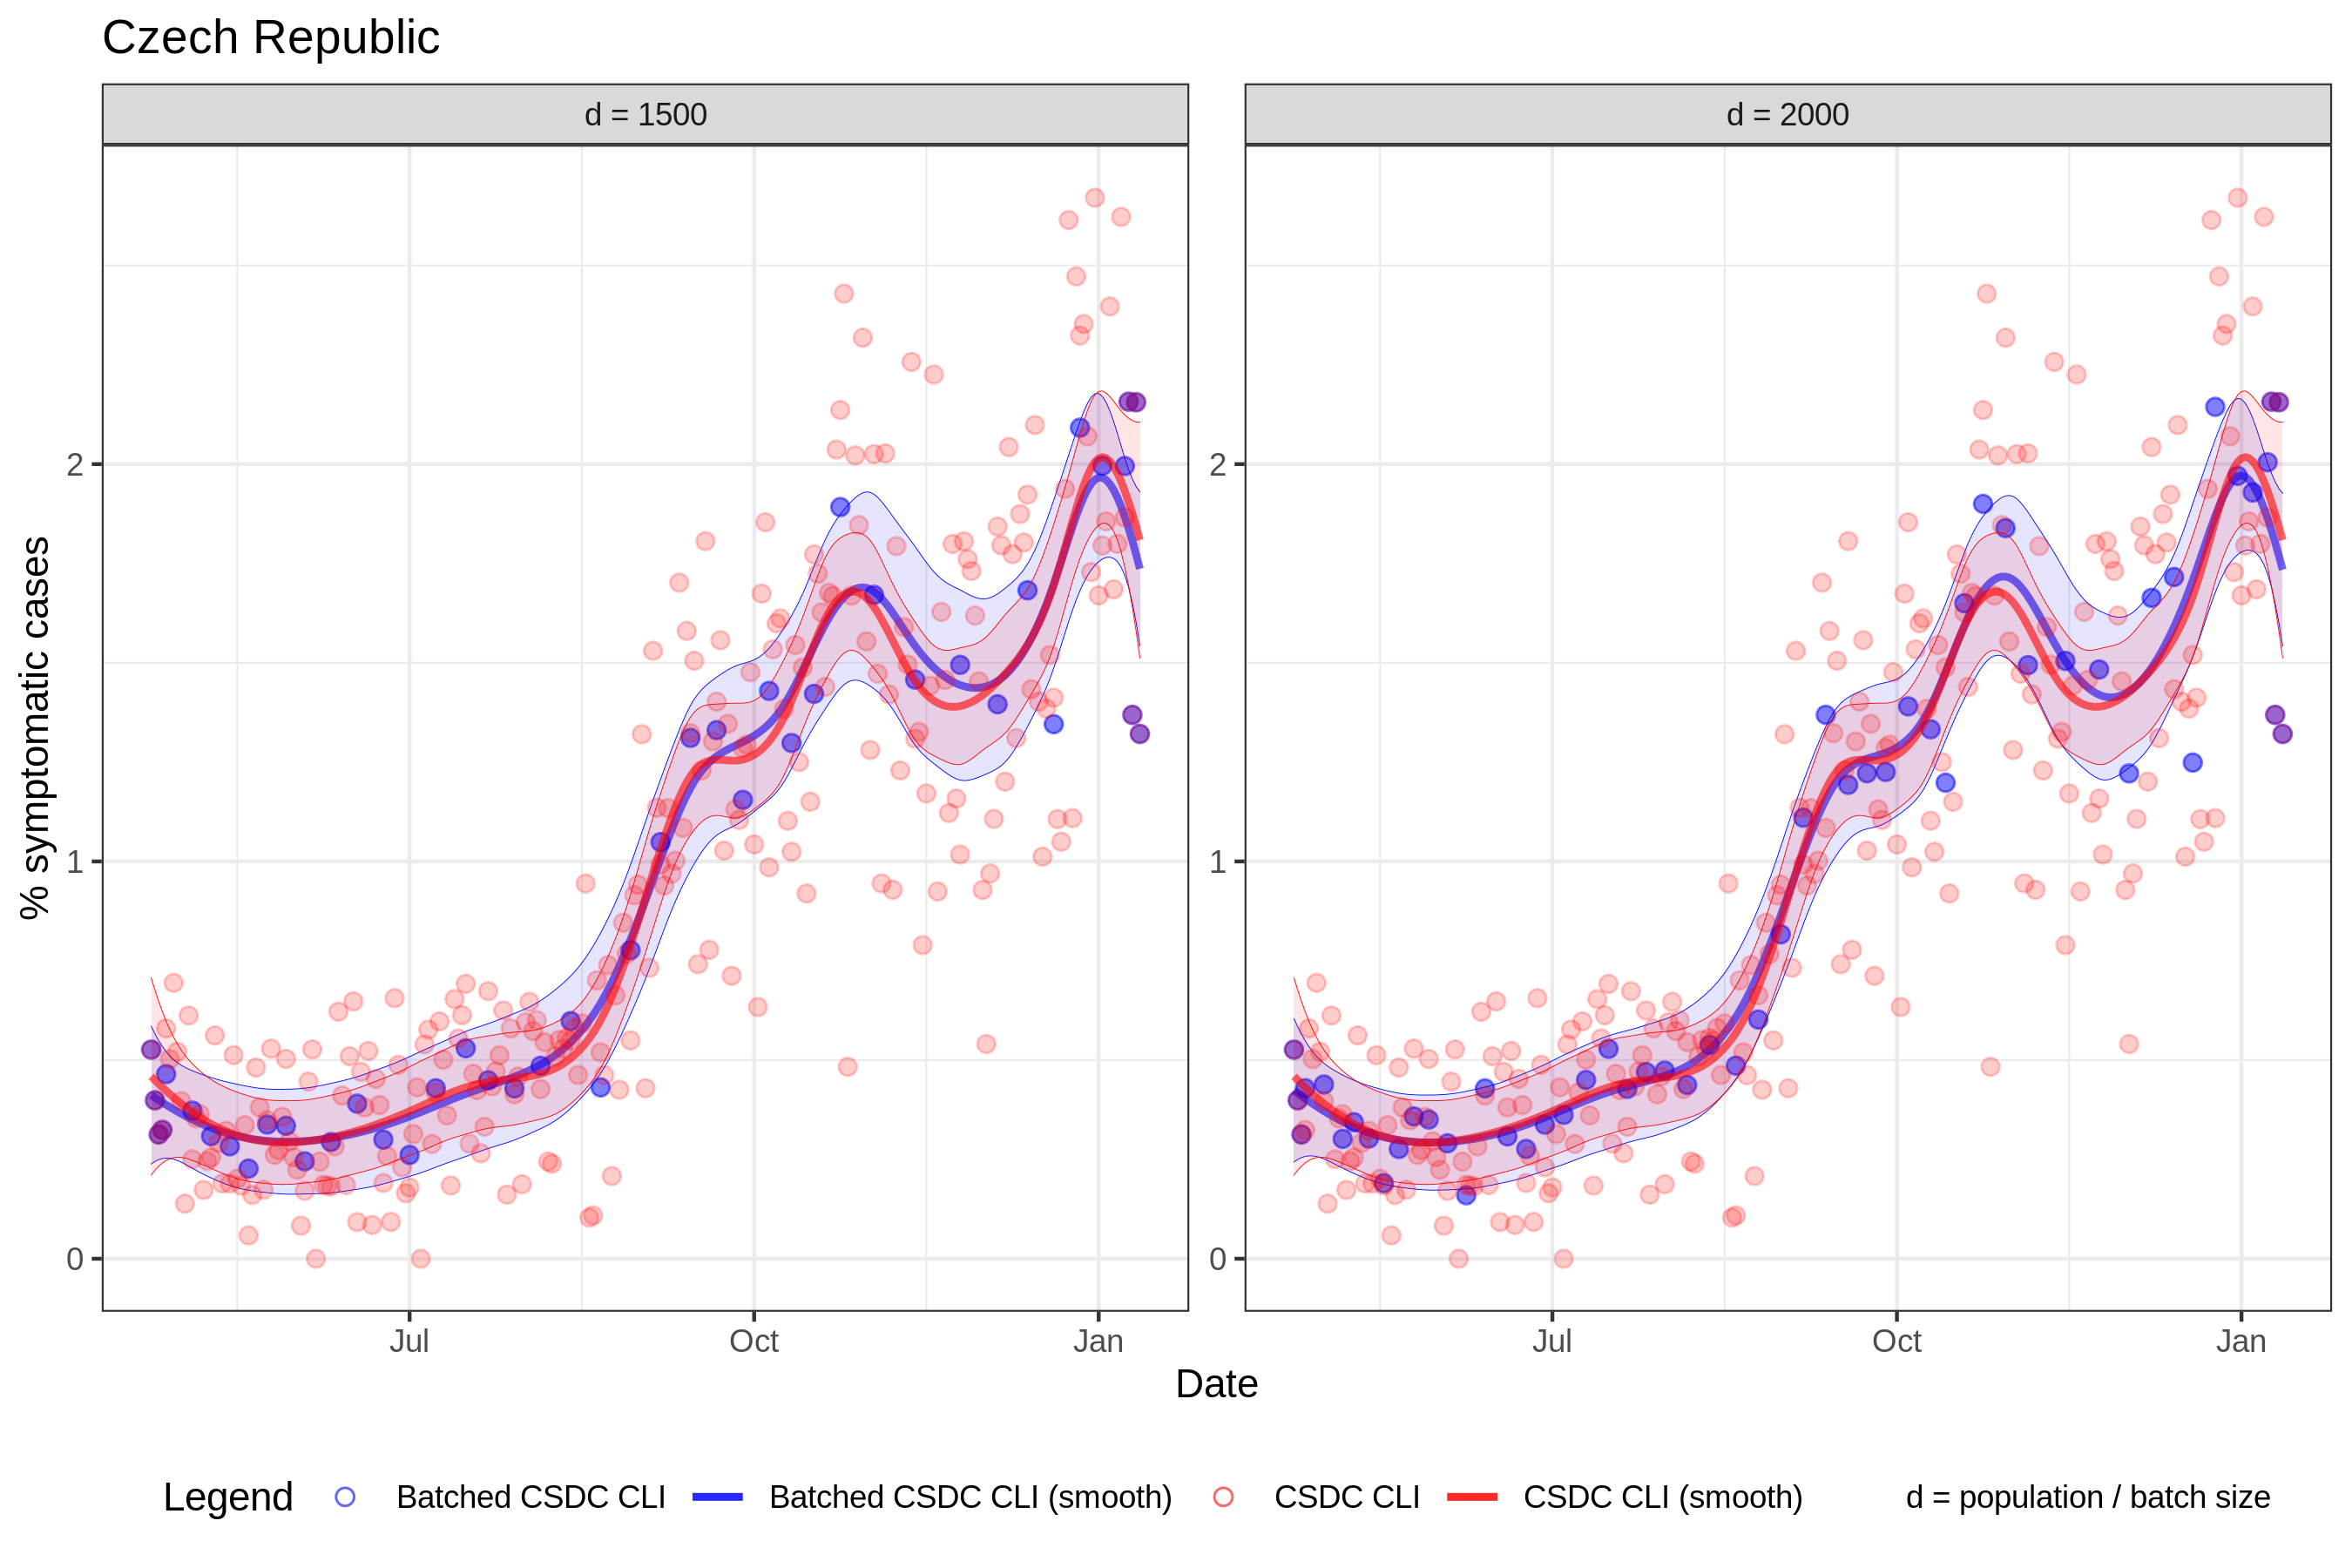 Czech Republic
d = 1500
d = 2000
% symptomatic cases
2
1
0
2
1
0
Jul
Oct
Jan
Jul
Oct
Jan
Date
Legend
Batched CSDC CLI
Batched CSDC CLI (smooth)
CSDC CLI
CSDC CLI (smooth)
d = population / batch size